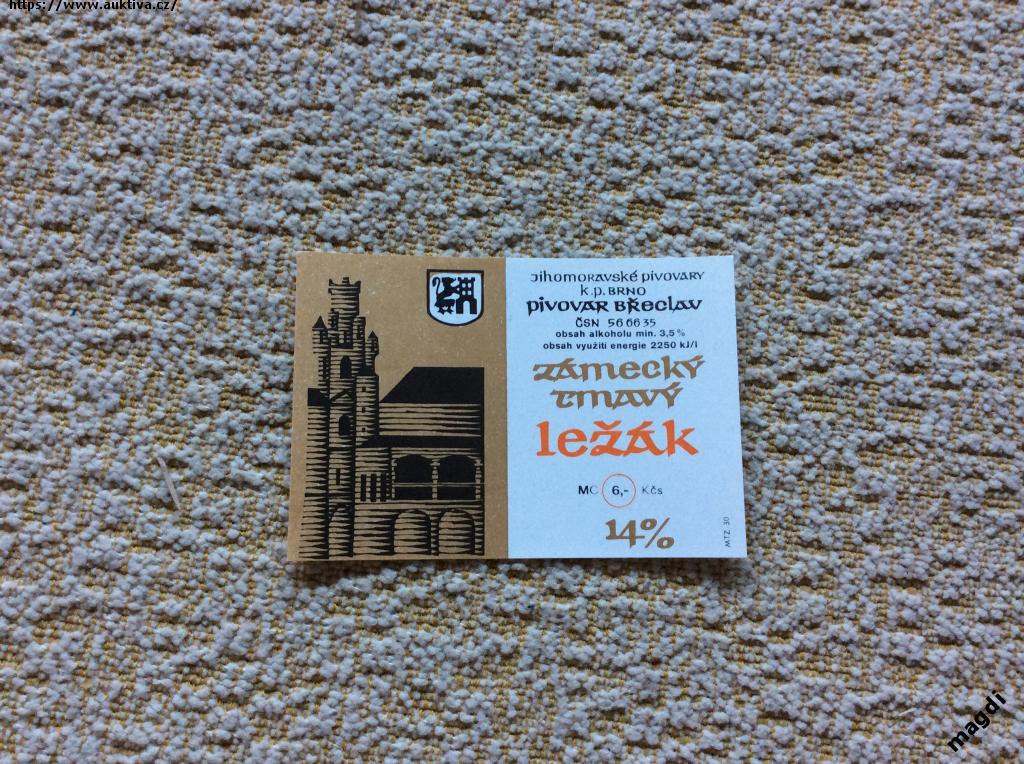 https://www.auktiva.cz/
Jihomoravské pivovary
k.p. BRNO
pivovar Břeclav
ČSN 56 66 35
obsah alkoholu min. 3,5 %
obsah využití energie 2250 kJ/l
zámecký
tmavý
ležák
MC 6,- Kčs
14%
MTZ 30
magdi